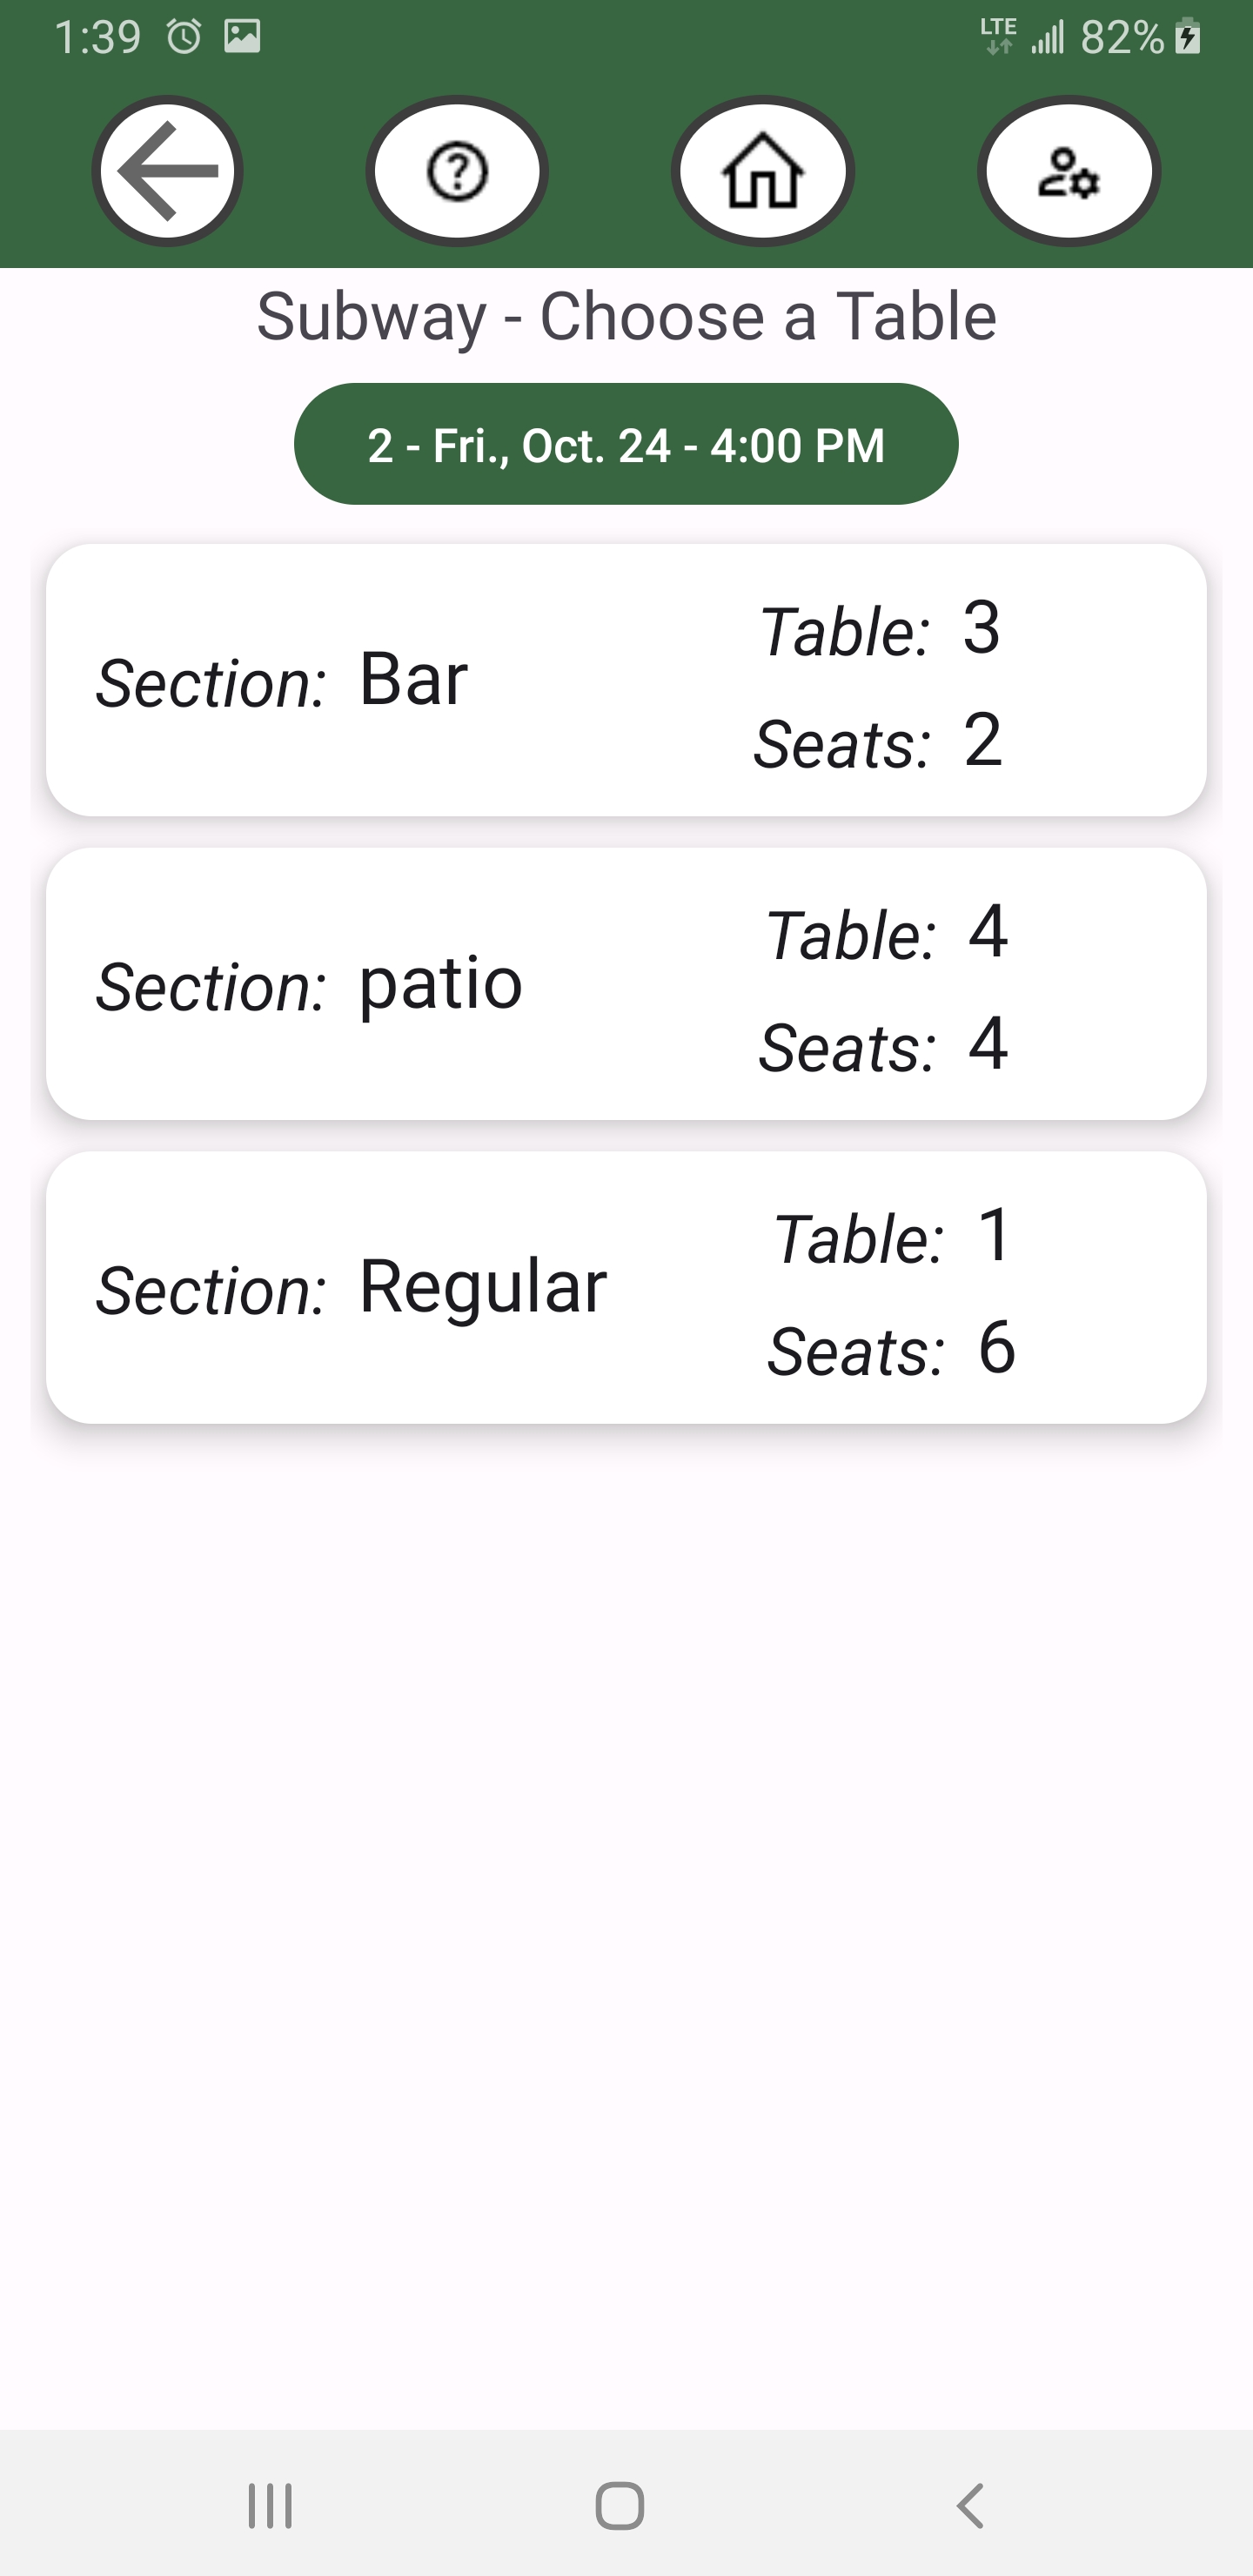 1:39 LTE 82%
?
Subway - Choose a Table
2 - Fri., Oct. 24 - 4:00 PM
Section: Bar
Table: 3
Seats: 2
Section: patio
Table: 4
Seats: 4
Section: Regular
Table: 1
Seats: 6